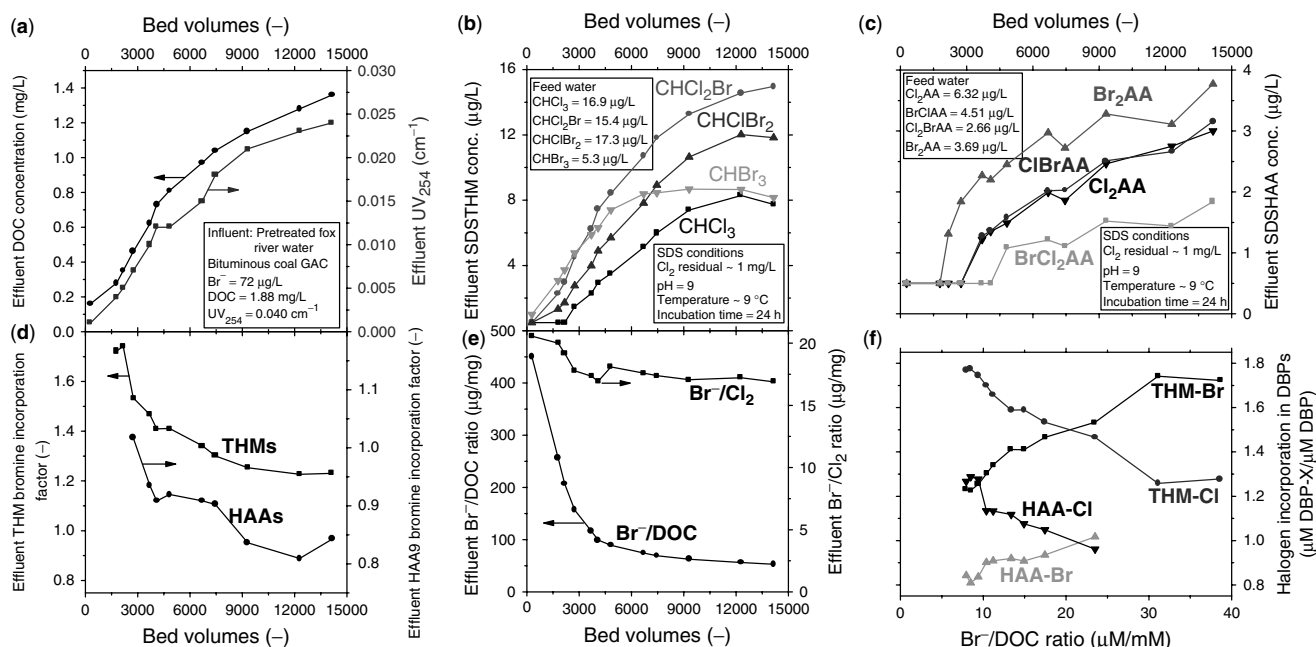 (a)
Bed volumes (–)
0 3000 6000 9000 12000 15000
Effluent DOC concentration (mg/L)
1.4
1.2
1.0
0.8
0.6
0.4
0.2
0.0
0.030
0.025
0.020
0.015
0.010
0.005
0.000
Effluent UV254 (cm−1)
Influent: Pretreated fox
river water
Bituminous coal GAC
Br− = 72 µg/L
DOC = 1.88 mg/L
UV254 = 0.040 cm−1
(b)
Bed volumes (–)
0 3000 6000 9000 12000 15000
Effluent SDSTHM conc. (µg/L)
16
12
8
4
Feed water
CHCl3 = 16.9 µg/L
CHCl2Br = 15.4 µg/L
CHClBr2 = 17.3 µg/L
CHBr3 = 5.3 µg/L
CHCl2Br
CHClBr2
CHBr3
CHCl3
SDS conditions
Cl2 residual ~ 1 mg/L
pH = 9
Temperature ~ 9 °C
Incubation time = 24 h
(c)
Bed volumes (–)
0 3000 6000 9000 12000 15000
4
3
2
1
0
Effluent SDSHAA conc. (µg/L)
Feed water
Cl2AA = 6.32 µg/L
BrClAA = 4.51 µg/L
Cl2BrAA = 2.66 µg/L
Br2AA = 3.69 µg/L
Br2AA
ClBrAA
Cl2AA
BrCl2AA
SDS conditions
Cl2 residual ~ 1 mg/L
pH = 9
Temperature ~ 9 °C
Incubation time = 24 h
(d)
Effluent THM bromine incorporation
factor (–)
1.8
1.6
1.4
1.2
1.0
0.8
THMs
HAAs
1.1
1.0
0.9
0.8
Effluent HAA9 bromine incorporation factor (–)
0 3000 6000 9000 12000 15000
Bed volumes (–)
(e)
Effluent Br−/DOC ratio (µg/mg)
500
400
300
200
100
0
Br−/Cl2
Br−/DOC
20
15
10
5
0
Effluent Br−/Cl2 ratio (µg/mg)
0 3000 6000 9000 12000 15000
Bed volumes (–)
(f)
THM-Br
THM-Cl
HAA-Cl
HAA-Br
1.8
1.6
1.4
1.2
1.0
0.8
Halogen incorporation in DBPs
(µM DBP-X/µM DBP)
0 10 20 30 40
Br−/DOC ratio (µM/mM)